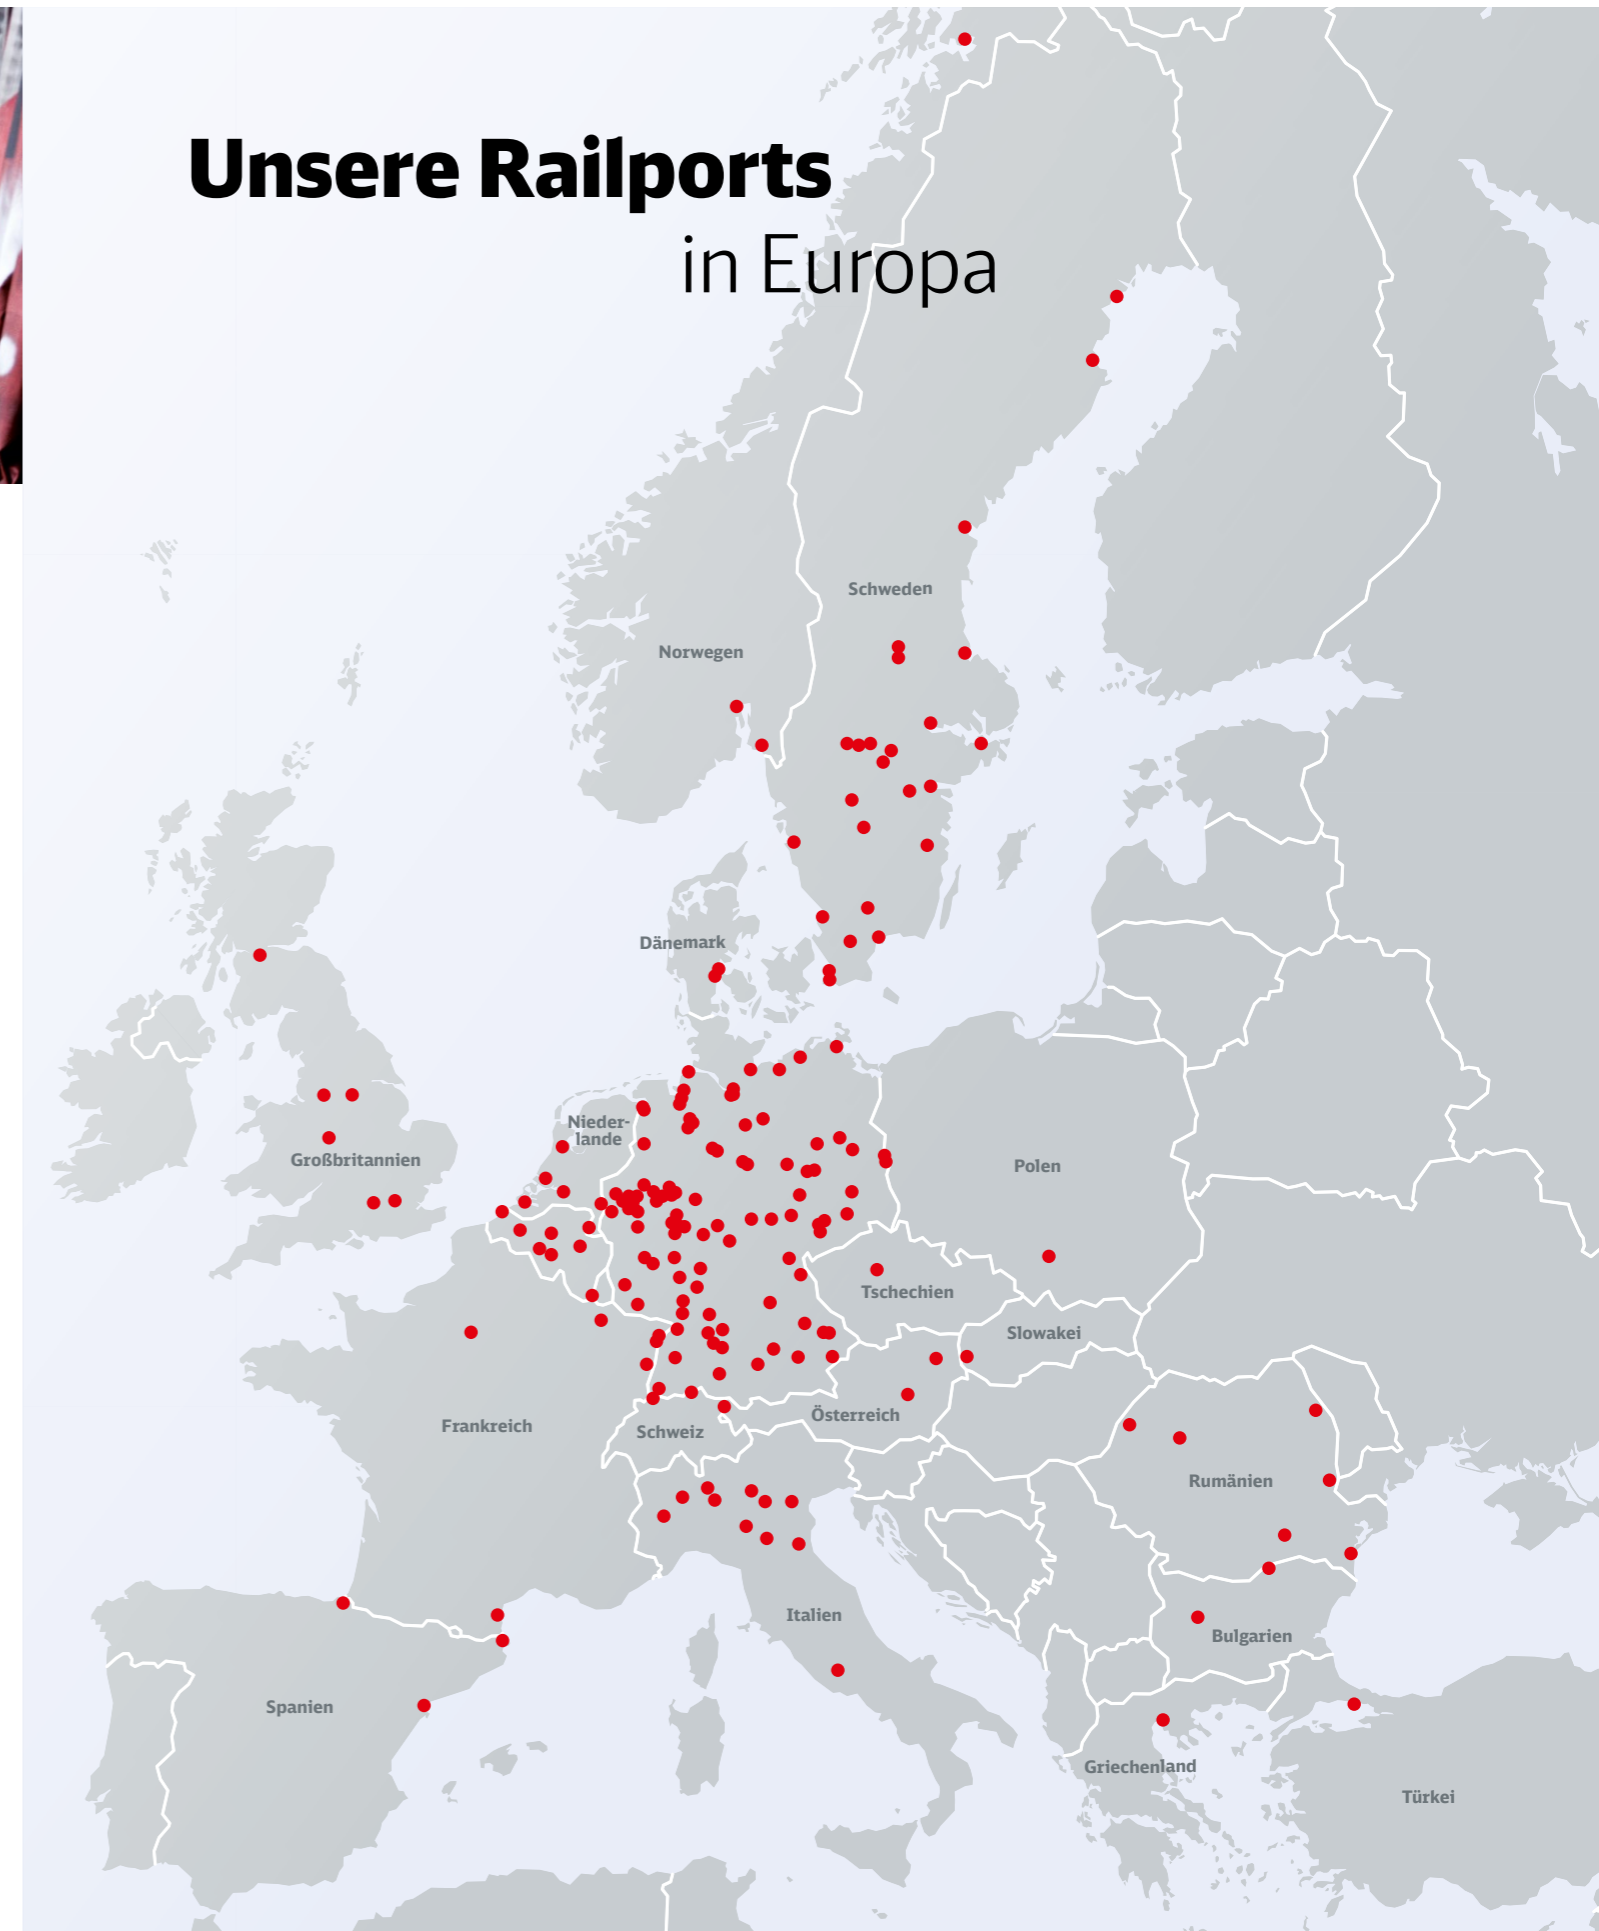 Unsere Railports
in Europa
Schweden
Norwegen
Dänemark
Nieder-
lande
Großbritannien
Polen
Tschechien
Slowakei
Frankreich
Schweiz
Österreich
Rumänien
Italien
Bulgarien
Spanien
Griechenland
Türkei